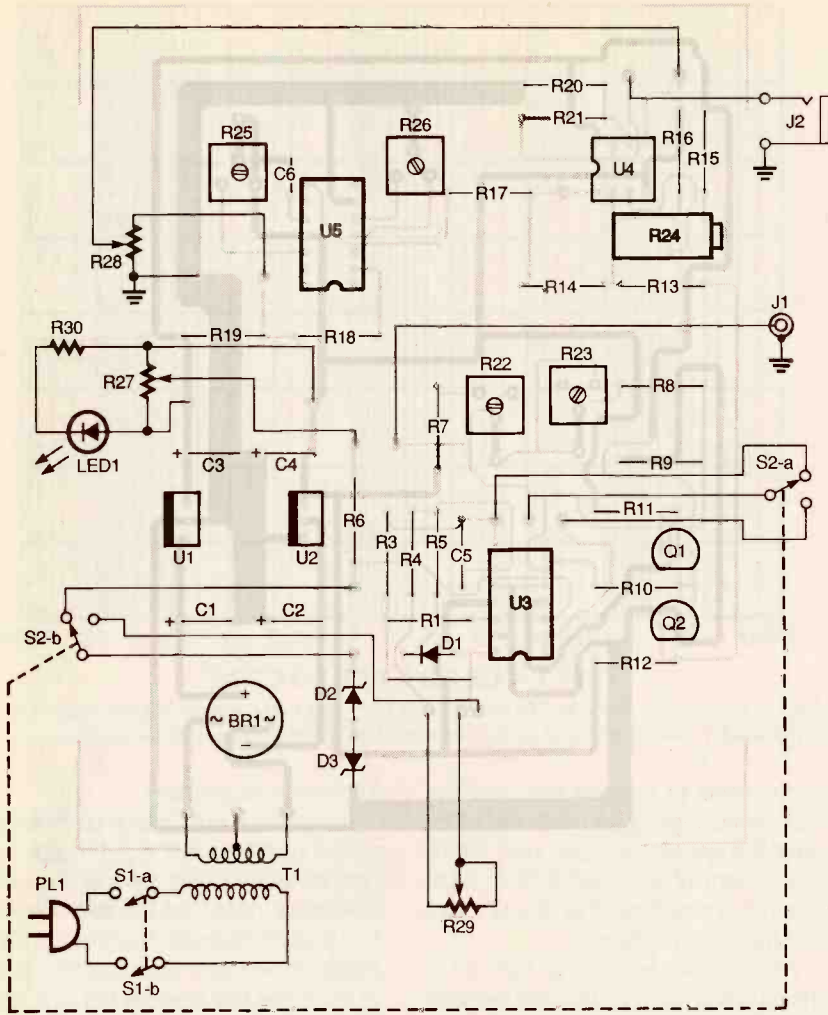 R20
R21
J2
R25
R26
R16
R15
C6
U4
R17
U5
R24
R28
R14
R13
J1
R30
R19
R18
R23
R22
R27
R8
R7
LED1
+ C3
+ C4
R9
S2-a
R6
R11
U1
U2
R3
R4
R5
C5
Q1
U3
R10
+ C1
+ C2
R1
Q2
S2-b
D1
R12
D2
+
~ BR1 ~
−
D3
S1-a
T1
PL1
R29
S1-b